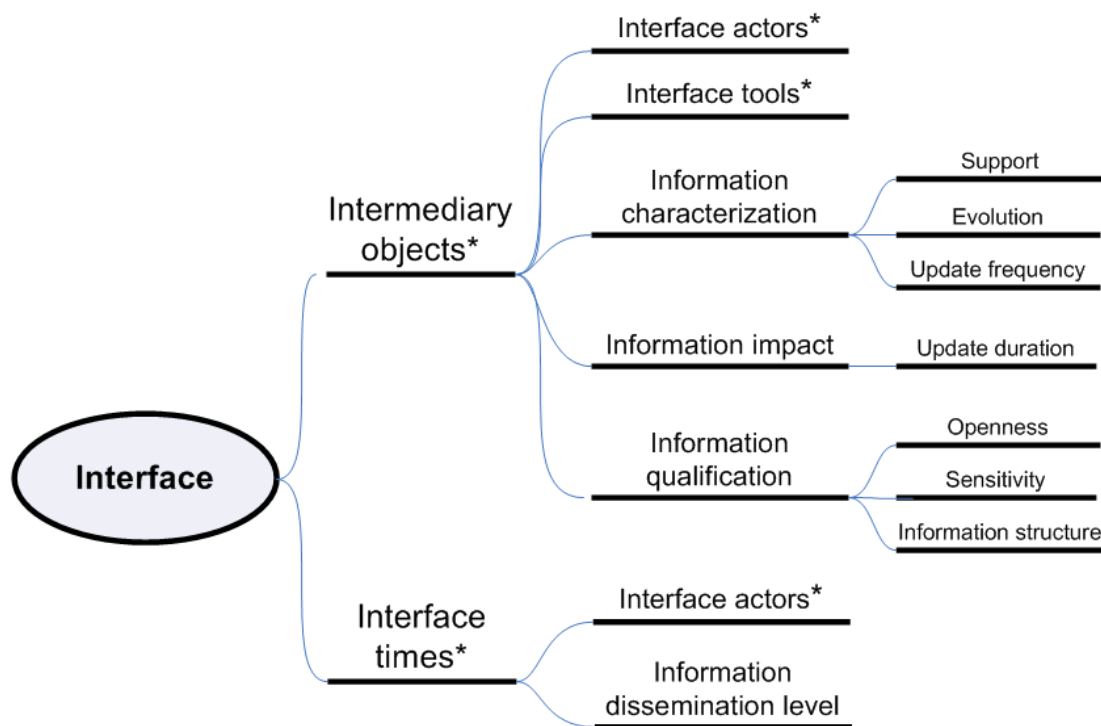 Interface
Intermediary
objects*
Interface actors*
Interface tools*
Information
characterization
Support
Evolution
Update frequency
Information impact
Update duration
Information
qualification
Openness
Sensitivity
Information structure
Interface
times*
Interface actors*
Information
dissemination level